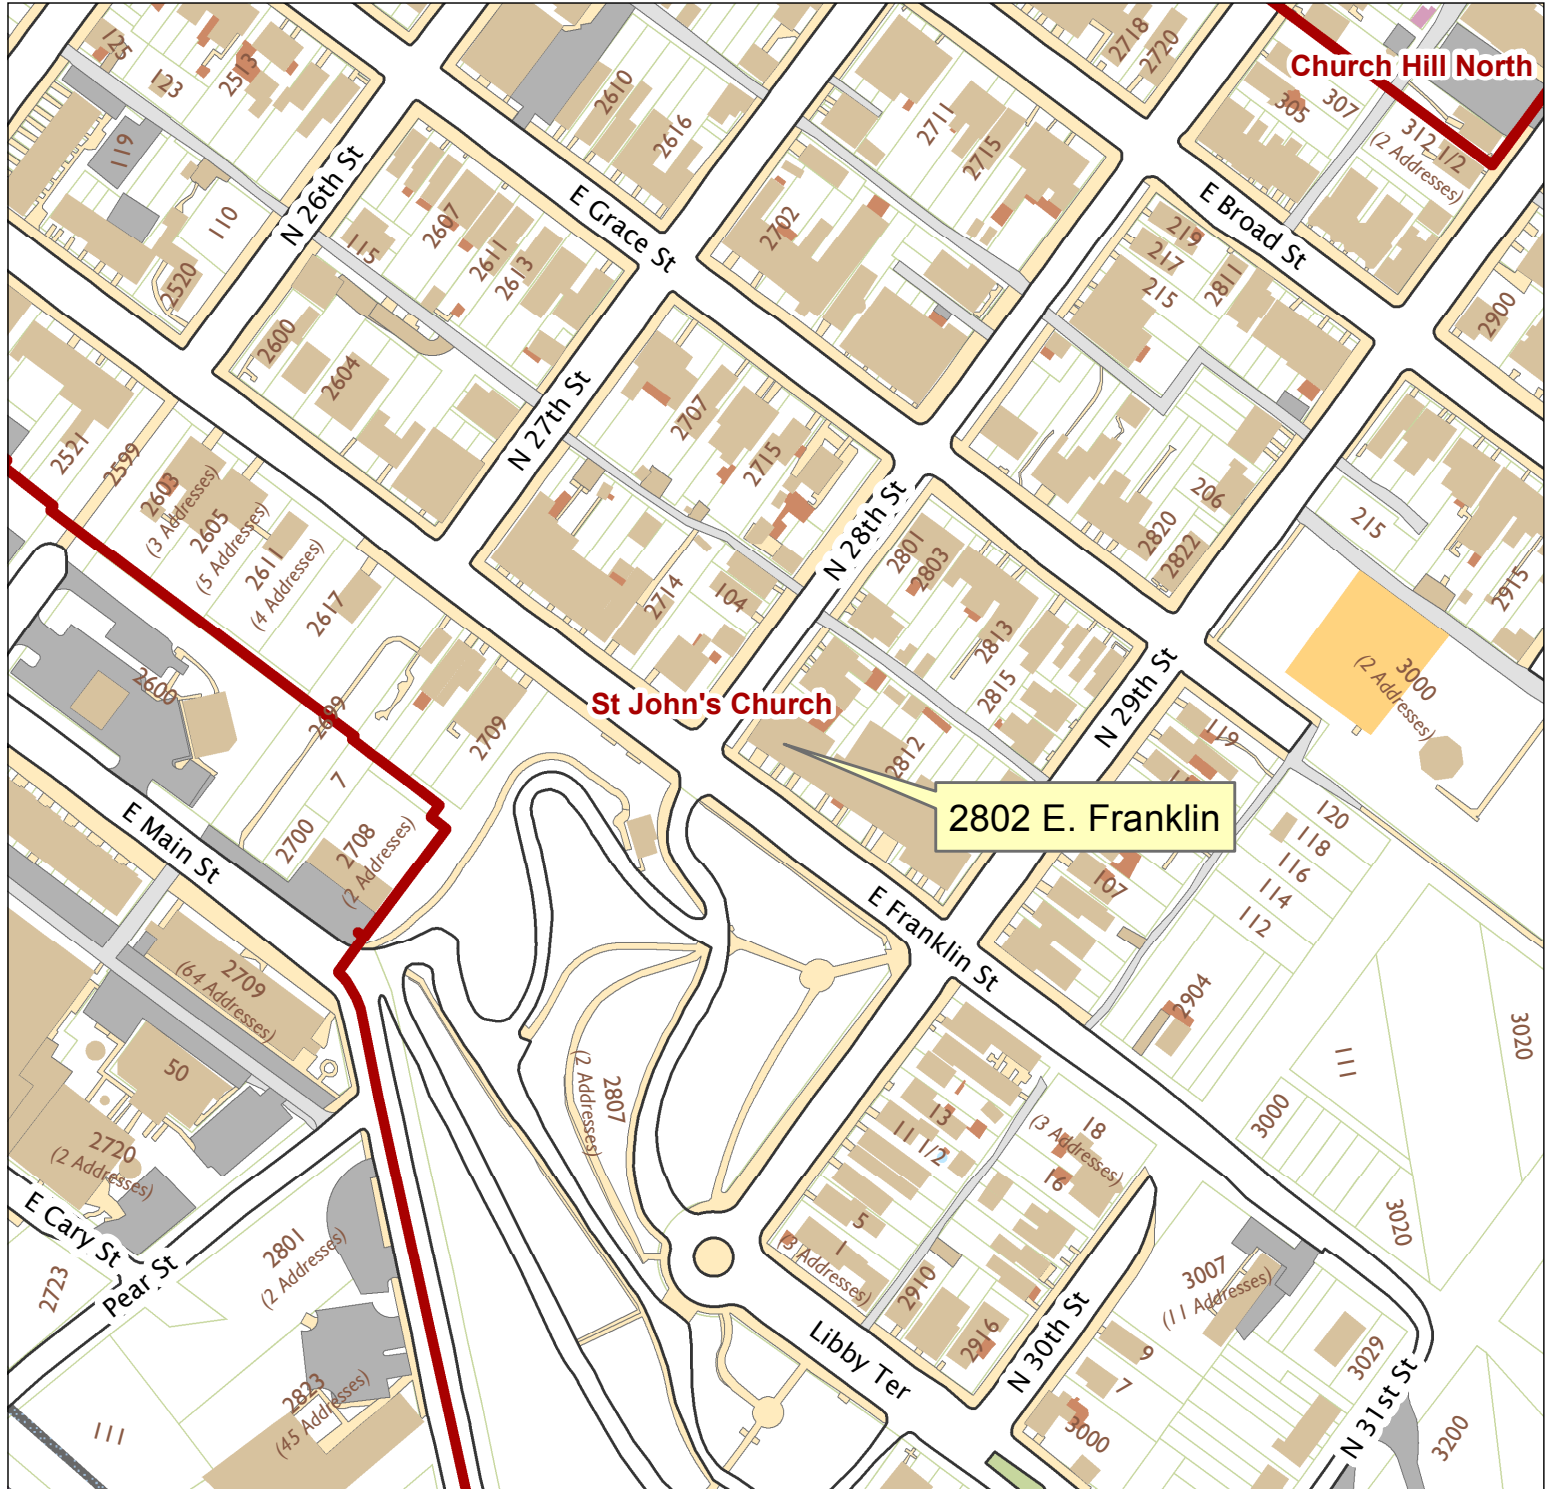 125
123
2513
2610
2616
2718
2720
Church Hill North
305
307
312 1/2
(2 Addresses)
2711
2715
119
110
2520
N 26th St
115
2607
2611
2613
E Grace St
2702
E Broad St
219
217
215
2811
2900
2600
2604
N 27th St
2707
2715
2521
2599
2603
(3 Addresses)
2605
(5 Addresses)
2611
(4 Addresses)
2617
2714
104
N 28th St
2801
2803
2813
2815
206
2820
2822
215
2915
3000
(2 Addresses)
2600
2699
2709
St John's Church
2812
N 29th St
119
2802 E. Franklin
7
2700
2708
(2 Addresses)
E Main St
120
118
116
114
112
107
E Franklin St
2904
2709
(64 Addresses)
50
2720
(2 Addresses)
E Cary St
Pear St
2723
2801
(2 Addresses)
2807
(2 Addresses)
13
11 1/2
5
1
(3 Addresses)
18
(3 Addresses)
16
111
3020
3000
3020
2910
2916
Libby Ter
N 30th St
3007
(11 Addresses)
9
7
3000
3029
N 31st St
3200
2823
(45 Addresses)
111